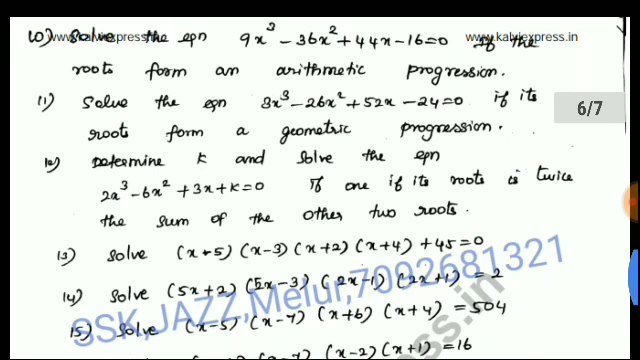 10) Solve the eqn 9x³ - 36x² + 44x - 16 = 0 If the
www.kalviexpress.in
roots form an arithmetic progression.
11) Solve the eqn 3x³ - 26x² + 52x - 24 = 0 if its
6/7
roots form a geometric progression.
12) Determine K and solve the eqn
2x³ - 6x² + 3x + K = 0 If one if its roots is twice
the sum of the other two roots.
13) Solve (x+5) (x-3) (x+2) (x+4) + 45 = 0
14) Solve (5x+2) (5x-3) (2x-1) (2x+1) = 2
SSK,JAZZ,Melur,7092681321
15) Solve (x-5) (x-7) (x+6) (x+4) = 504
(x-2) (x+1) = 16
ess.in